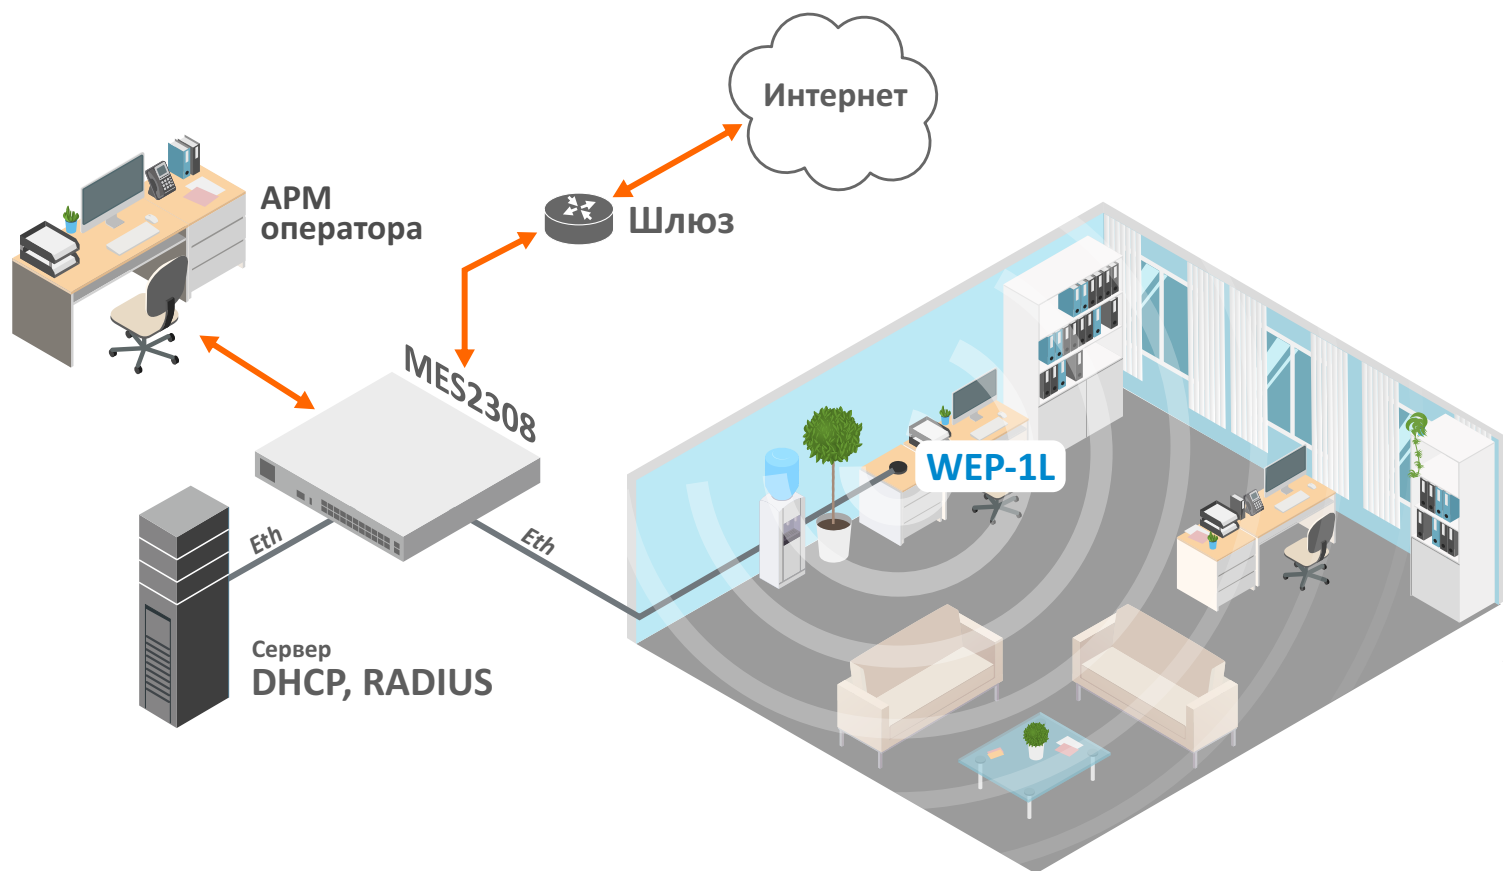 Интернет
АРМ
оператора
Шлюз
MES2308
WEP-1L
Eth
Eth
Сервер
DHCP, RADIUS